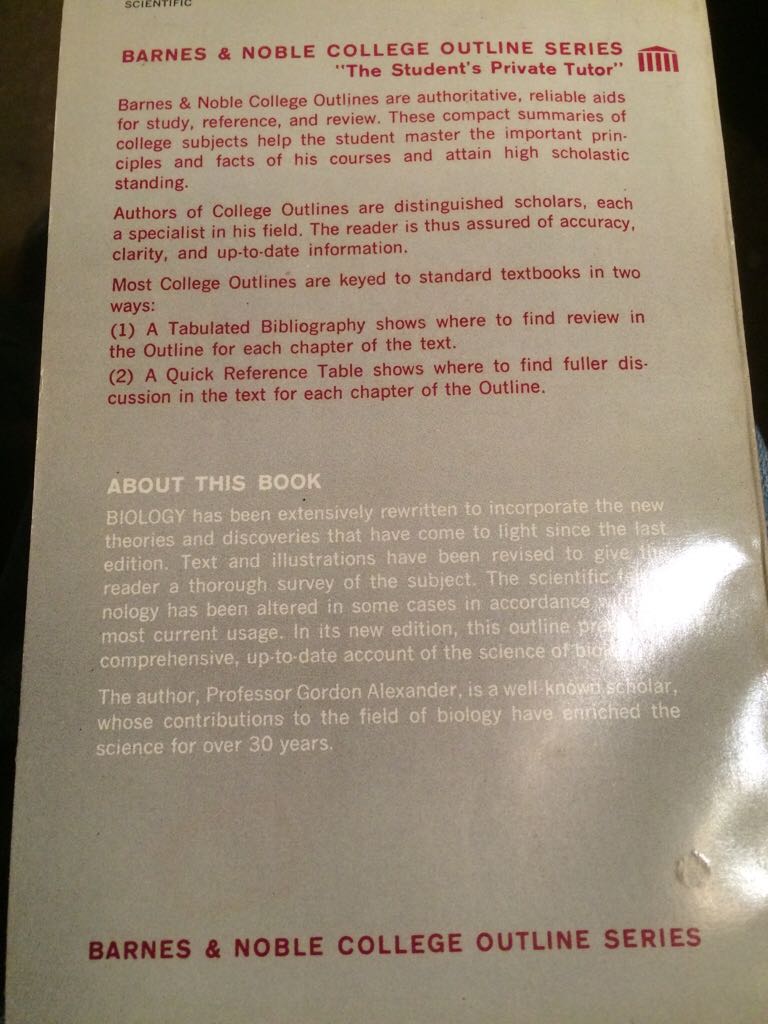 SCIENTIFIC
BARNES & NOBLE COLLEGE OUTLINE SERIES
"The Student's Private Tutor"
Barnes & Noble College Outlines are authoritative, reliable aids
for study, reference, and review. These compact summaries of
college subjects help the student master the important prin-
ciples and facts of his courses and attain high scholastic
standing.
Authors of College Outlines are distinguished scholars, each
a specialist in his field. The reader is thus assured of accuracy,
clarity, and up-to-date information.
Most College Outlines are keyed to standard textbooks in two
ways:
(1) A Tabulated Bibliography shows where to find review in
the Outline for each chapter of the text.
(2) A Quick Reference Table shows where to find fuller dis-
cussion in the text for each chapter of the Outline.
ABOUT THIS BOOK
BIOLOGY has been extensively rewritten to incorporate the new
theories and discoveries that have come to light since the last
edition. Text and illustrations have been revised to give the
reader a thorough survey of the subject. The scientific
nology has been altered in some cases in accordance
most current usage. In its new edition, this outline
comprehensive, up-to-date account of the science of
The author, Professor Gordon Alexander, is a well-known scholar,
whose contributions to the field of biology have enriched the
science for over 30 years.
BARNES & NOBLE COLLEGE OUTLINE SERIES